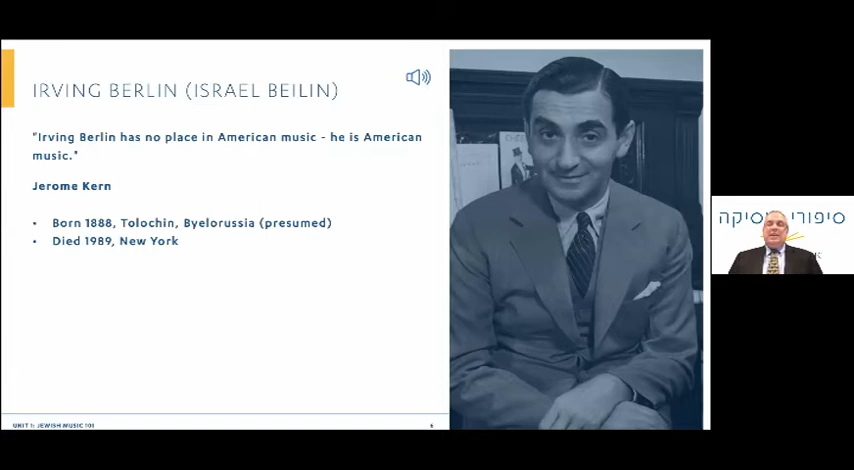 IRVING BERLIN (ISRAEL BEILIN)
"Irving Berlin has no place in American music - he is American
music."
Jerome Kern
• Born 1888, Tolochin, Byelorussia (presumed)
• Died 1989, New York
UNIT 1: JEWISH MUSIC 101
6
סיפורי